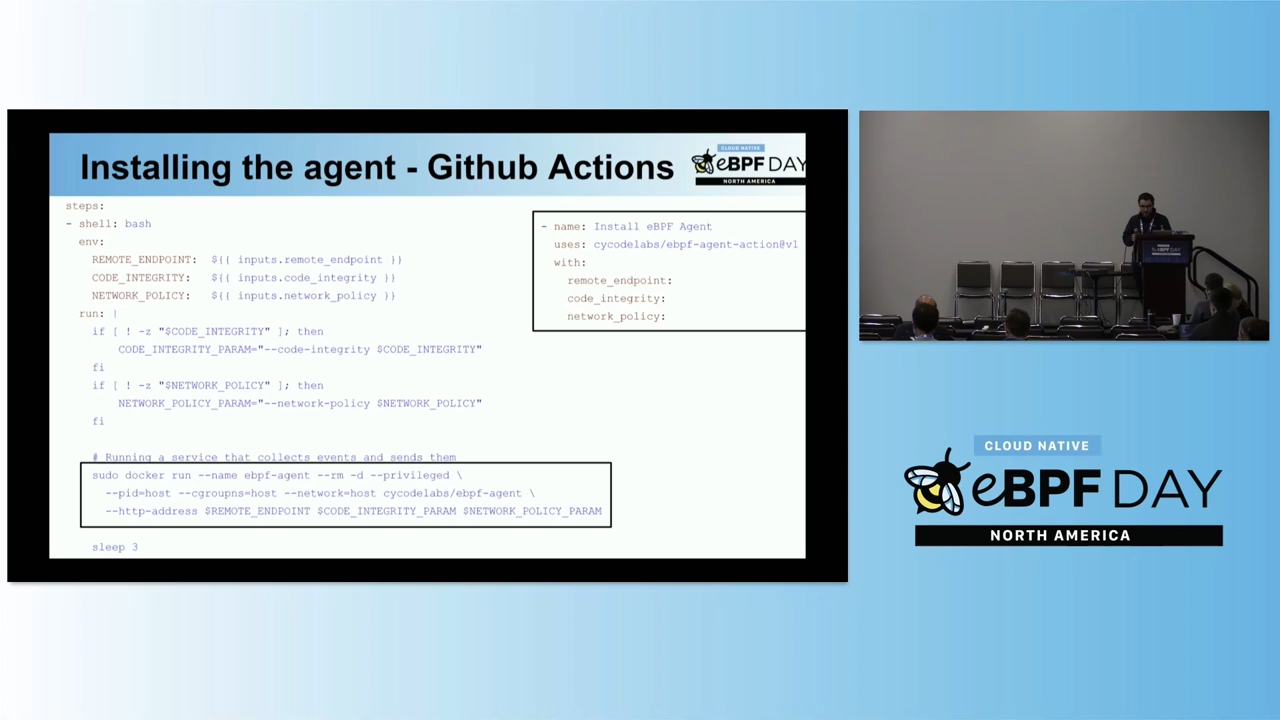 Installing the agent - Github Actions
CLOUD NATIVE
eBPF DAY
NORTH AMERICA
steps:
- shell: bash
env:
REMOTE_ENDPOINT: ${{ inputs.remote_endpoint }}
CODE_INTEGRITY: ${{ inputs.code_integrity }}
NETWORK_POLICY: ${{ inputs.network_policy }}
run: |
if [ ! -z "$CODE_INTEGRITY" ]; then
CODE_INTEGRITY_PARAM="--code-integrity $CODE_INTEGRITY"
fi
if [ ! -z "$NETWORK_POLICY" ]; then
NETWORK_POLICY_PARAM="--network-policy $NETWORK_POLICY"
fi
# Running a service that collects events and sends them
sudo docker run --name ebpf-agent --rm -d --privileged \
--pid=host --cgroupns=host --network=host cycodelabs/ebpf-agent \
--http-address $REMOTE_ENDPOINT $CODE_INTEGRITY_PARAM $NETWORK_POLICY_PARAM
sleep 3
- name: Install eBPF Agent
uses: cycodelabs/ebpf-agent-action@v1
with:
remote_endpoint:
code_integrity:
network_policy:
eBPF DAY
CLOUD NATIVE
eBPF DAY
NORTH AMERICA